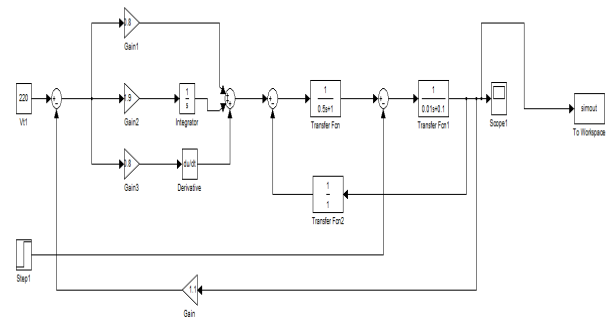 0.8
Gain1
220
Vt1
1.9
Gain2
1
s
Integrator
0.8
Gain3
du/dt
Derivative
1
0.5s+1
Transfer Fcn
1
0.01s+0.1
Transfer Fcn1
Scope1
simout
To Workspace
1
1
Transfer Fcn2
Step1
1.1
Gain